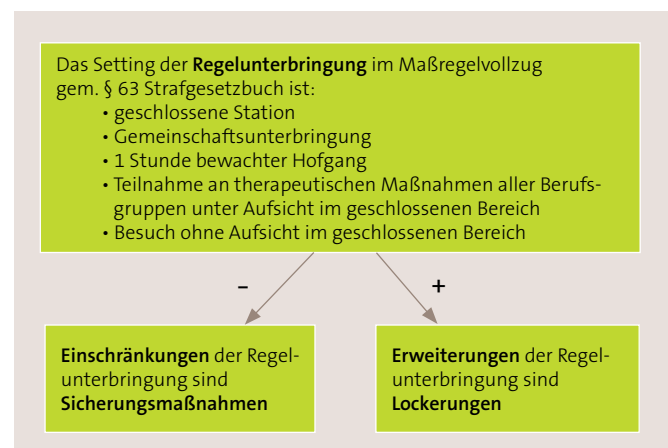 Das Setting der Regelunterbringung im Maßregelvollzug
gem. § 63 Strafgesetzbuch ist:
• geschlossene Station
• Gemeinschaftsunterbringung
• 1 Stunde bewachter Hofgang
• Teilnahme an therapeutischen Maßnahmen aller Berufs-
gruppen unter Aufsicht im geschlossenen Bereich
• Besuch ohne Aufsicht im geschlossenen Bereich
-
+
Einschränkungen der Regel-
unterbringung sind
Sicherungsmaßnahmen
Erweiterungen der Regel-
unterbringung sind
Lockerungen